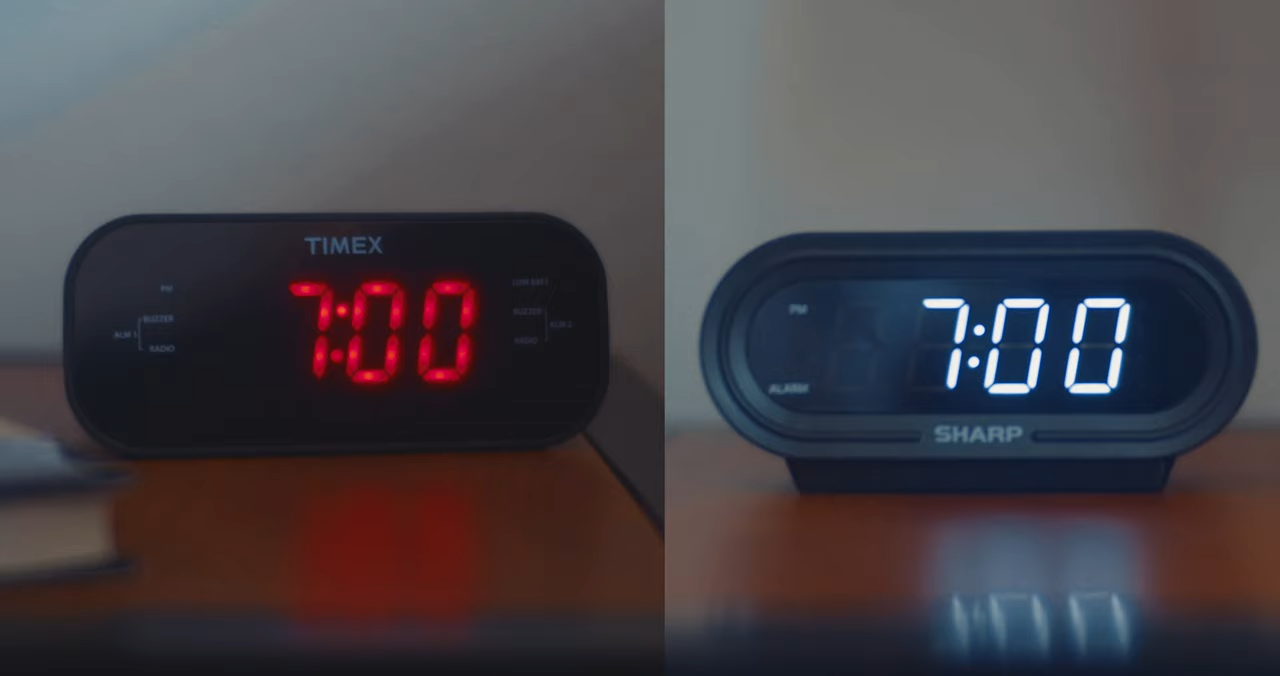 TIMEX
7:00
PM
ALM 1
BUZZER
RADIO
LOW BATT
BUZZER
ALM 2
RADIO
PM
7:00
ALARM
SHARP